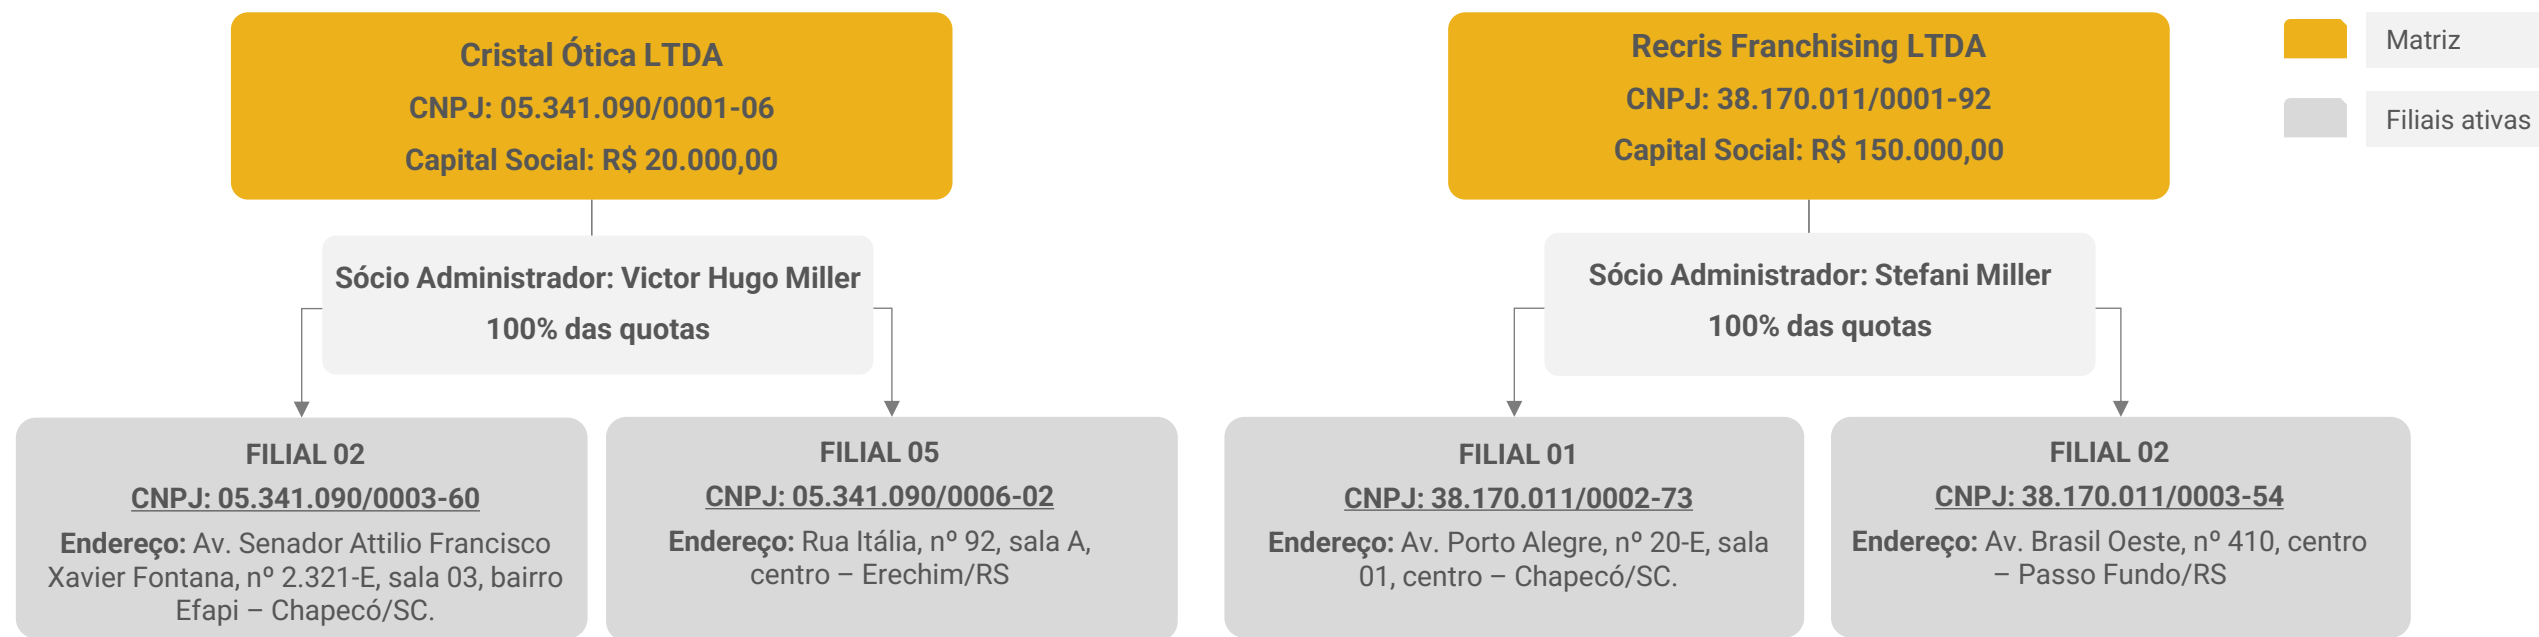 Cristal Ótica LTDA
CNPJ: 05.341.090/0001-06
Capital Social: R$ 20.000,00
Sócio Administrador: Victor Hugo Miller
100% das quotas
FILIAL 02
CNPJ: 05.341.090/0003-60
Endereço: Av. Senador Attilio Francisco
Xavier Fontana, nº 2.321-E, sala 03, bairro
Efapi – Chapecó/SC.
FILIAL 05
CNPJ: 05.341.090/0006-02
Endereço: Rua Itália, nº 92, sala A,
centro – Erechim/RS
Recris Franchising LTDA
CNPJ: 38.170.011/0001-92
Capital Social: R$ 150.000,00
Sócio Administrador: Stefani Miller
100% das quotas
FILIAL 01
CNPJ: 38.170.011/0002-73
Endereço: Av. Porto Alegre, nº 20-E, sala
01, centro – Chapecó/SC.
FILIAL 02
CNPJ: 38.170.011/0003-54
Endereço: Av. Brasil Oeste, nº 410, centro
– Passo Fundo/RS
Matriz
Filiais ativas